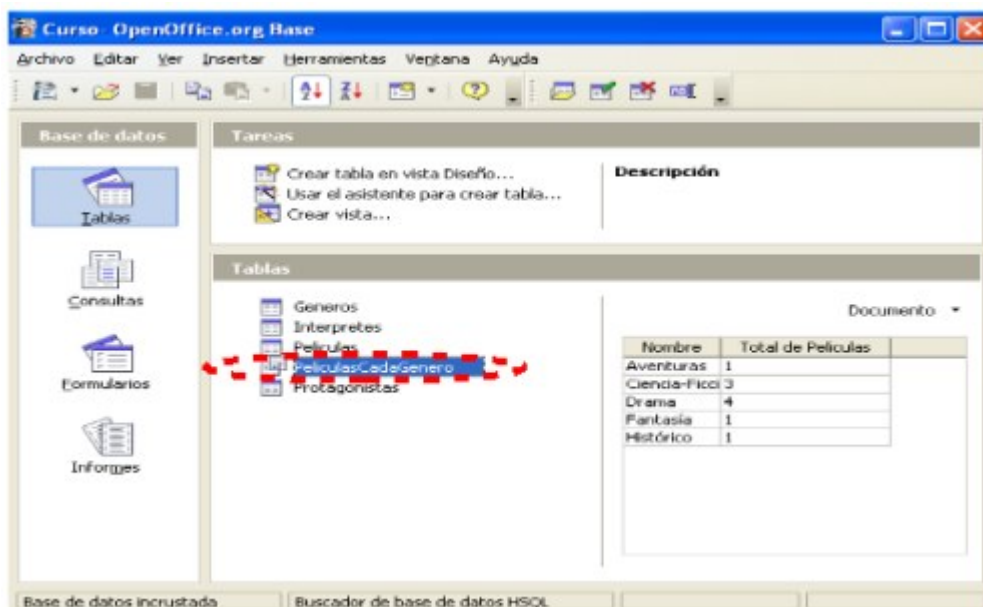 Curso- OpenOffice.org Base
Archivo Editar Ver Insertar Herramientas Ventana Ayuda
Base de datos
Tareas
Tablas
Crear tabla en vista Diseño...
Usar el asistente para crear tabla...
Crear vista...
Descripción
Consultas
Formularios
Informes
Tablas
Generos
Interpretes
Peliculas
PeliculasCadaGenero
Protagonistas
Documento
Nombre Total de Peliculas
Aventuras 1
Ciencia-Ficci 3
Drama 4
Fantasía 1
Histórico 1
Base de datos incrustada Buscador de base de datos HSQL